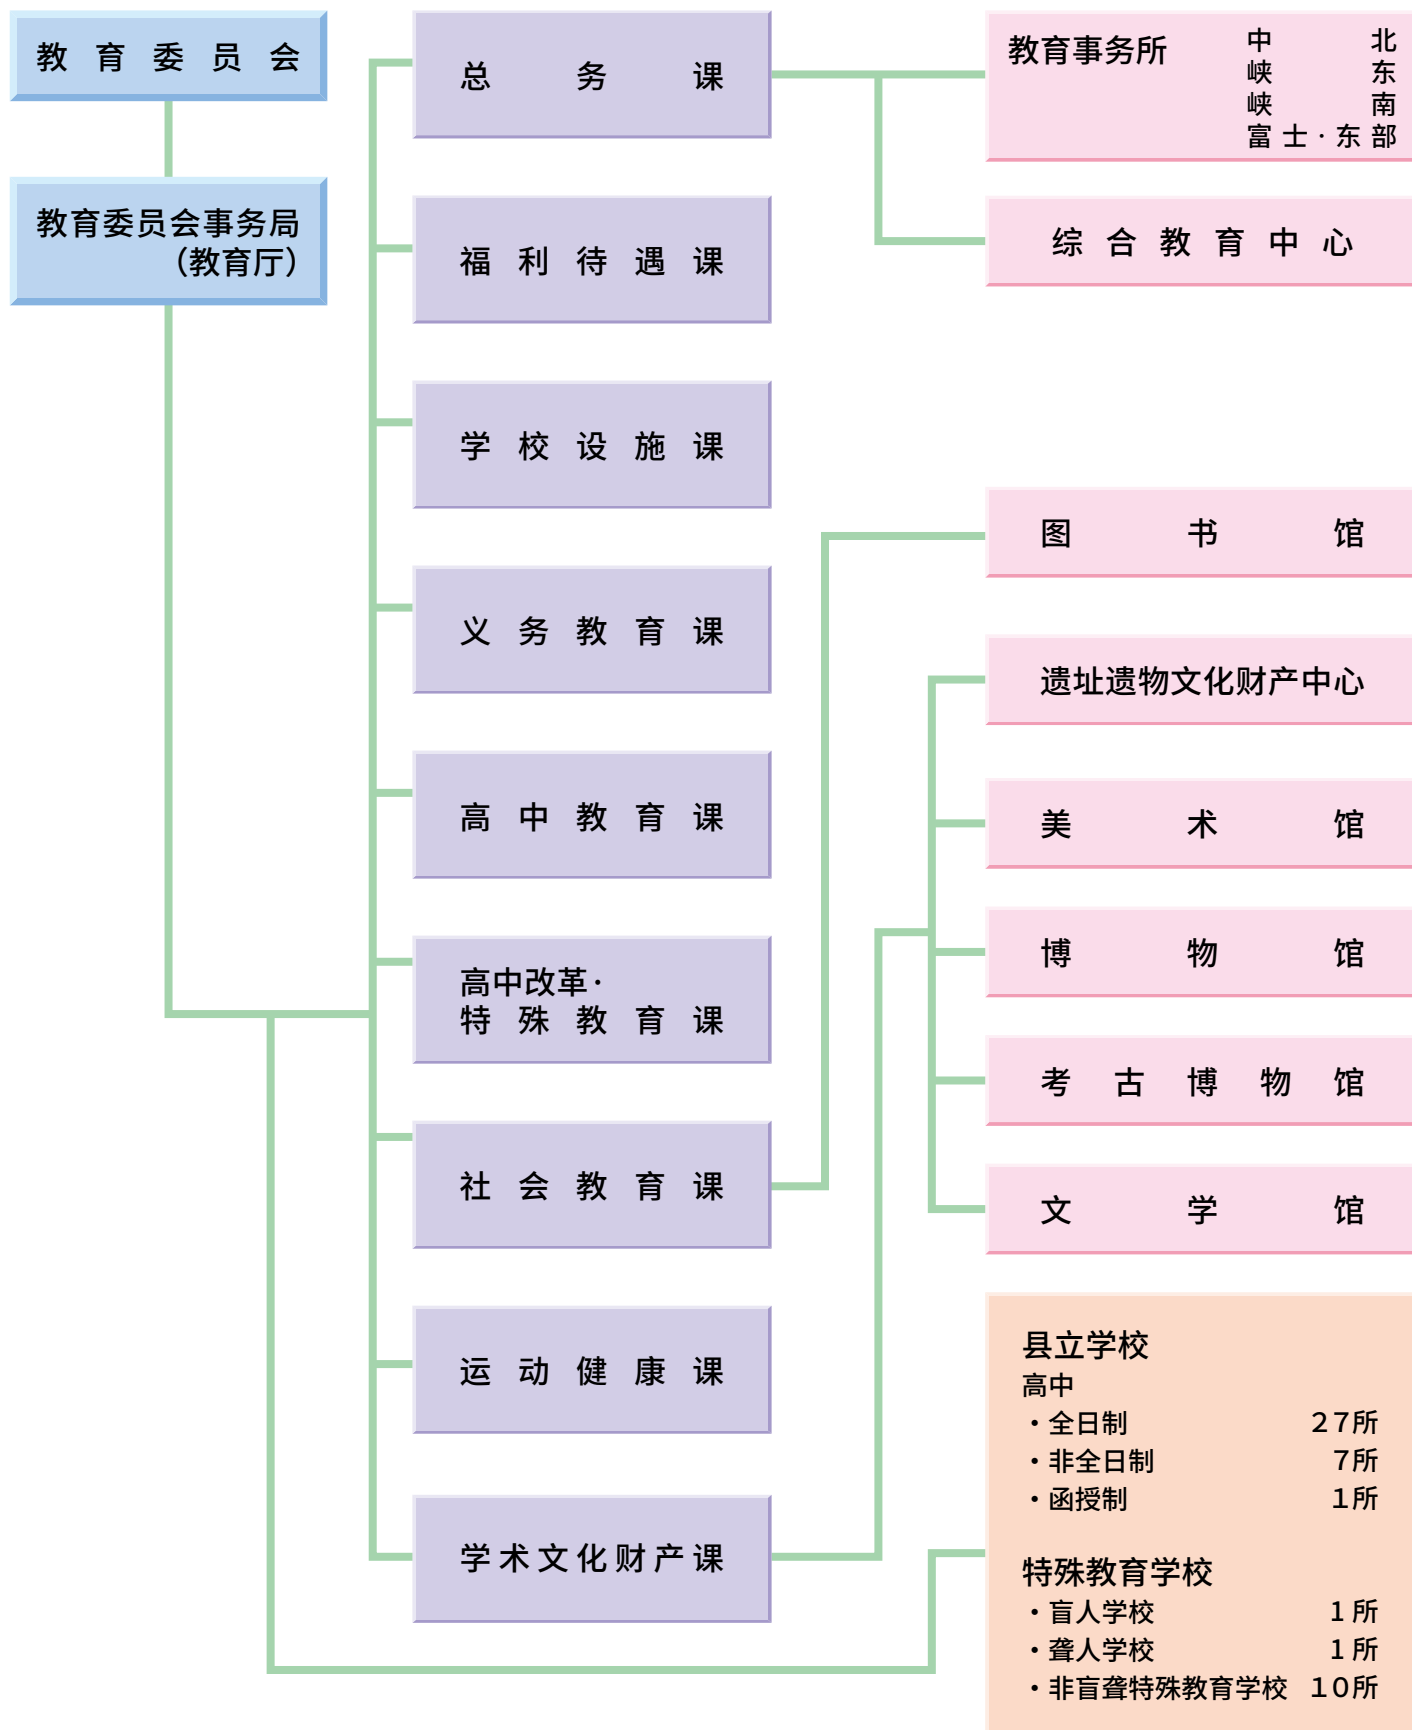 教育委员会
教育委员会事务局
（教育厅）
总务课
福利待遇课
学校设施课
义务教育课
高中教育课
高中改革·
特殊教育课
社会教育课
运动健康课
学术文化财产课
教育事务所
中北
峡东
峡南
富士·东部
综合教育中心
图书馆
遗址遗物文化财产中心
美术馆
博物馆
考古博物馆
文学馆
县立学校
高中
・全日制 27所
・非全日制 7所
・函授制 1所
特殊教育学校
・盲人学校 1所
・聋人学校 1所
・非盲聋特殊教育学校 10所